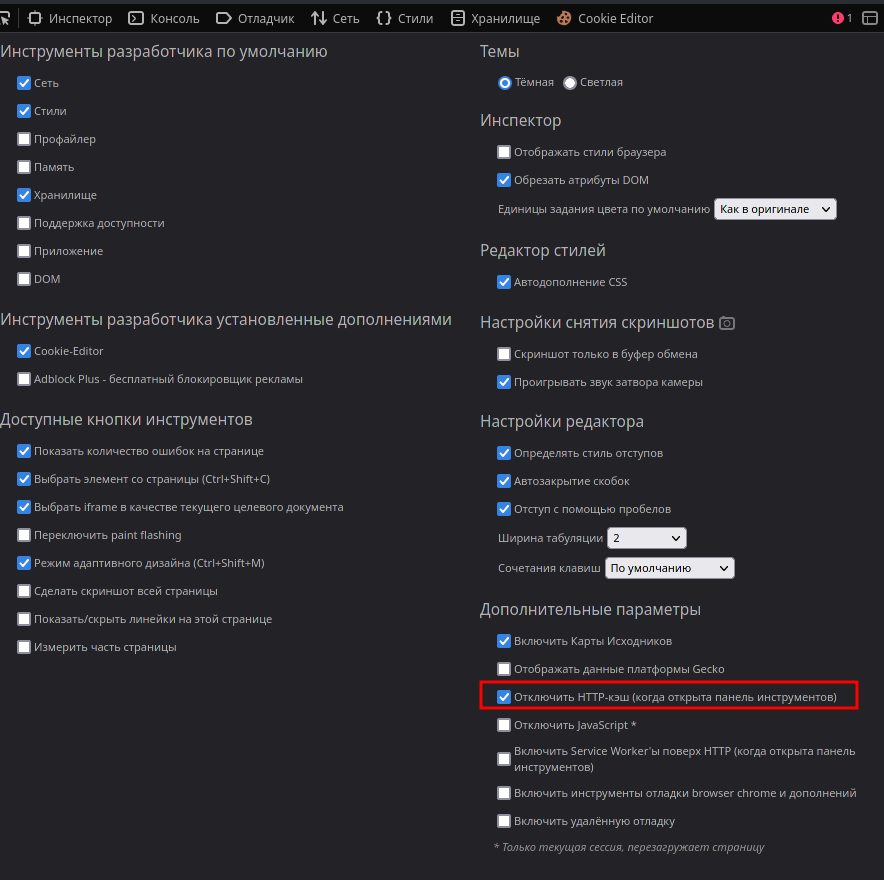 Инспектор Консоль Отладчик Сеть Стили Хранилище Cookie Editor 1
Инструменты разработчика по умолчанию
Сеть
Стили
Профайлер
Память
Хранилище
Поддержка доступности
Приложение
DOM
Инструменты разработчика установленные дополнениями
Cookie-Editor
Adblock Plus - бесплатный блокировщик рекламы
Доступные кнопки инструментов
Показать количество ошибок на странице
Выбрать элемент со страницы (Ctrl+Shift+C)
Выбрать iframe в качестве текущего целевого документа
Переключить paint flashing
Режим адаптивного дизайна (Ctrl+Shift+M)
Сделать скриншот всей страницы
Показать/скрыть линейки на этой странице
Измерить часть страницы
Темы
Тёмная Светлая
Инспектор
Отображать стили браузера
Обрезать атрибуты DOM
Единицы задания цвета по умолчанию Как в оригинале
Редактор стилей
Автодополнение CSS
Настройки снятия скриншотов
Скриншот только в буфер обмена
Проигрывать звук затвора камеры
Настройки редактора
Определять стиль отступов
Автозакрытие скобок
Отступ с помощью пробелов
Ширина табуляции 2
Сочетания клавиш По умолчанию
Дополнительные параметры
Включить Карты Исходников
Отображать данные платформы Gecko
Отключить HTTP-кэш (когда открыта панель инструментов)
Отключить JavaScript *
Включить Service Worker'ы поверх HTTP (когда открыта панель
инструментов)
Включить инструменты отладки browser chrome и дополнений
Включить удалённую отладку
* Только текущая сессия, перезагружает страницу